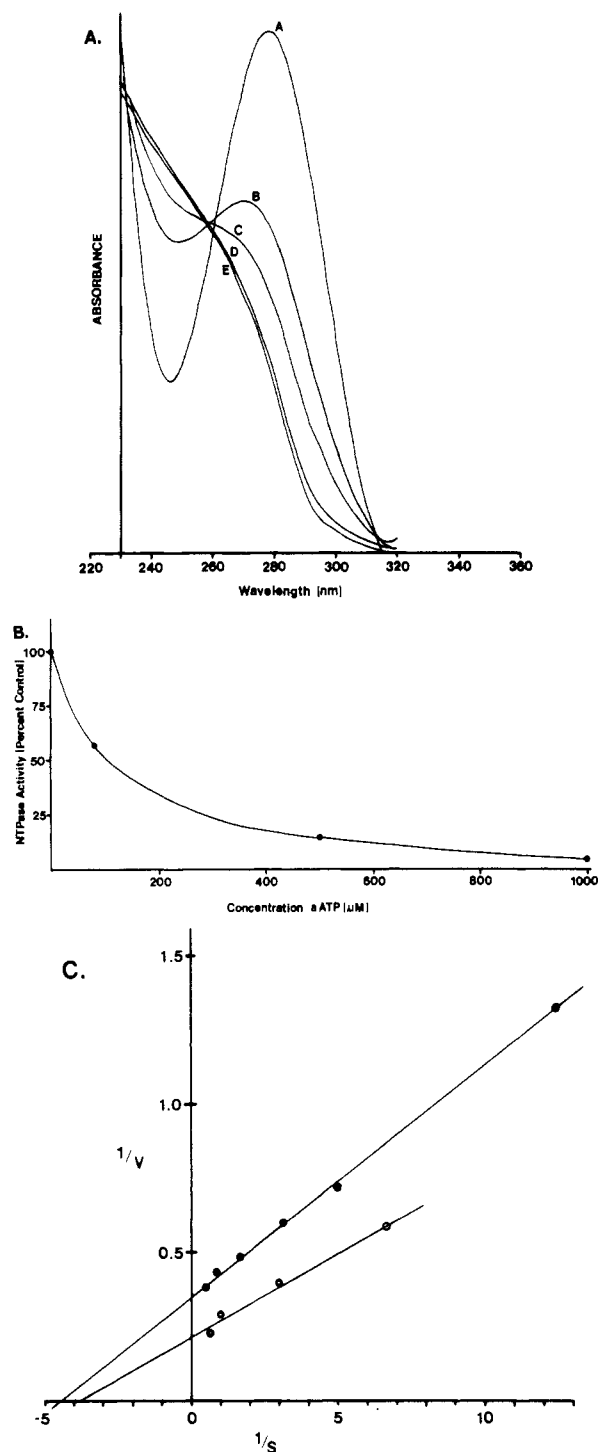 A.
A
B
C
D
E
ABSORBANCE
220 240 260 280 300 320 340 360
Wavelength [nm]
B.
NTPase Activity [Percent Control]
100
75
50
25
200 400 600 800 1000
Concentration aATP [μM]
C.
1.5
1.0
1/V
0.5
-5 0 5 10
1/S